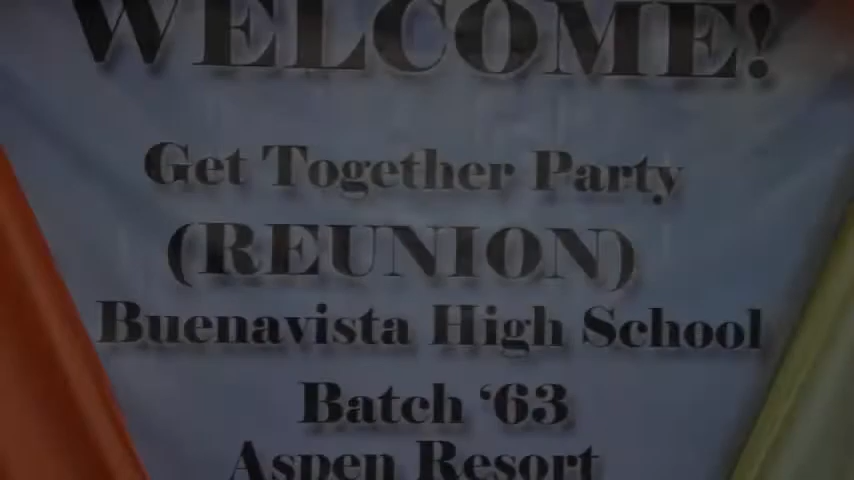 WELCOME!
Get Together Party
(REUNION)
Buenavista High School
Batch ‘63
Aspen Resort